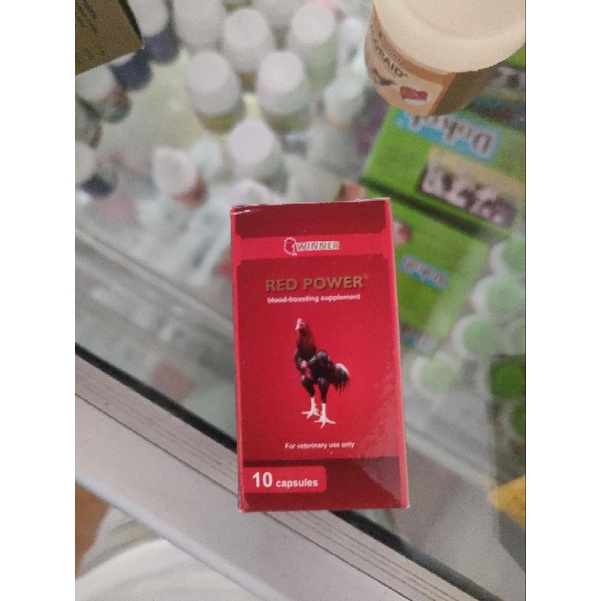 WINNER
RED POWER®
blood-boosting supplement
For veterinary use only
10 capsules